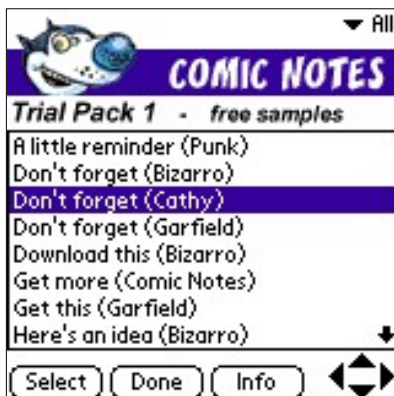 All
COMIC NOTES
Trial Pack 1 - free samples
A little reminder (Punk)
Don't forget (Bizarro)
Don't forget (Cathy)
Don't forget (Garfield)
Download this (Bizarro)
Get more (Comic Notes)
Get this (Garfield)
Here's an idea (Bizarro)
Select Done Info